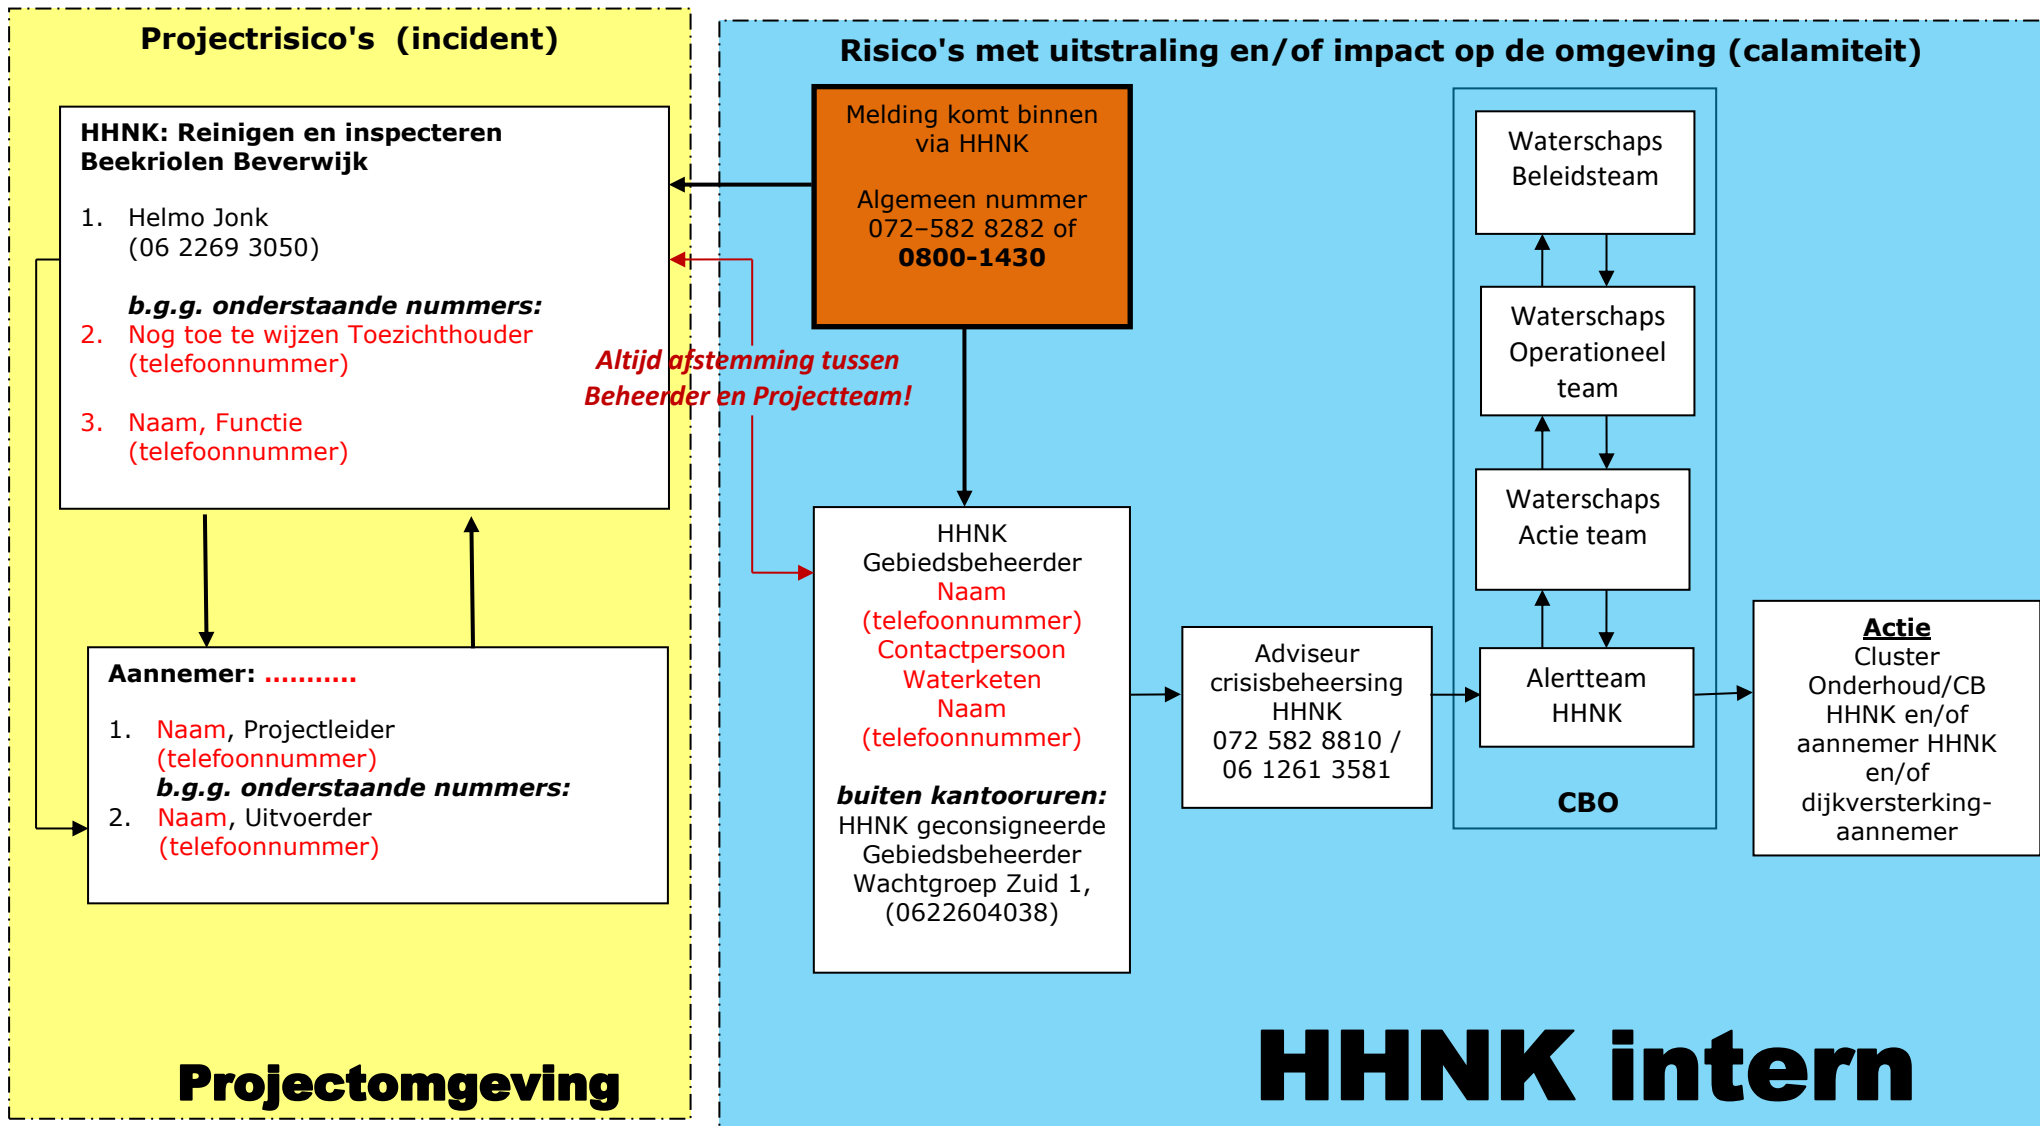 Projectrisico's (incident)
HHNK: Reinigen en inspecteren
Beekriolen Beverwijk
1. Helmo Jonk
(06 2269 3050)
b.g.g. onderstaande nummers:
2. Nog toe te wijzen Toezichthouder
(telefoonnummer)
3. Naam, Functie
(telefoonnummer)
Aannemer: ...........
1. Naam, Projectleider
(telefoonnummer)
b.g.g. onderstaande nummers:
2. Naam, Uitvoerder
(telefoonnummer)
Projectomgeving
Altijd afstemming tussen
Beheerder en Projectteam!
Risico's met uitstraling en/of impact op de omgeving (calamiteit)
Melding komt binnen
via HHNK
Algemeen nummer
072–582 8282 of
0800-1430
HHNK
Gebiedsbeheerder
Naam
(telefoonnummer)
Contactpersoon
Waterketen
Naam
(telefoonnummer)
buiten kantooruren:
HHNK geconsigneerde
Gebiedsbeheerder
Wachtgroep Zuid 1,
(0622604038)
Adviseur
crisisbeheersing
HHNK
072 582 8810 /
06 1261 3581
Waterschaps
Beleidsteam
Waterschaps
Operationeel
team
Waterschaps
Actie team
Alertteam
HHNK
CBO
Actie
Cluster
Onderhoud/CB
HHNK en/of
aannemer HHNK
en/of
dijkversterking-
aannemer
HHNK intern